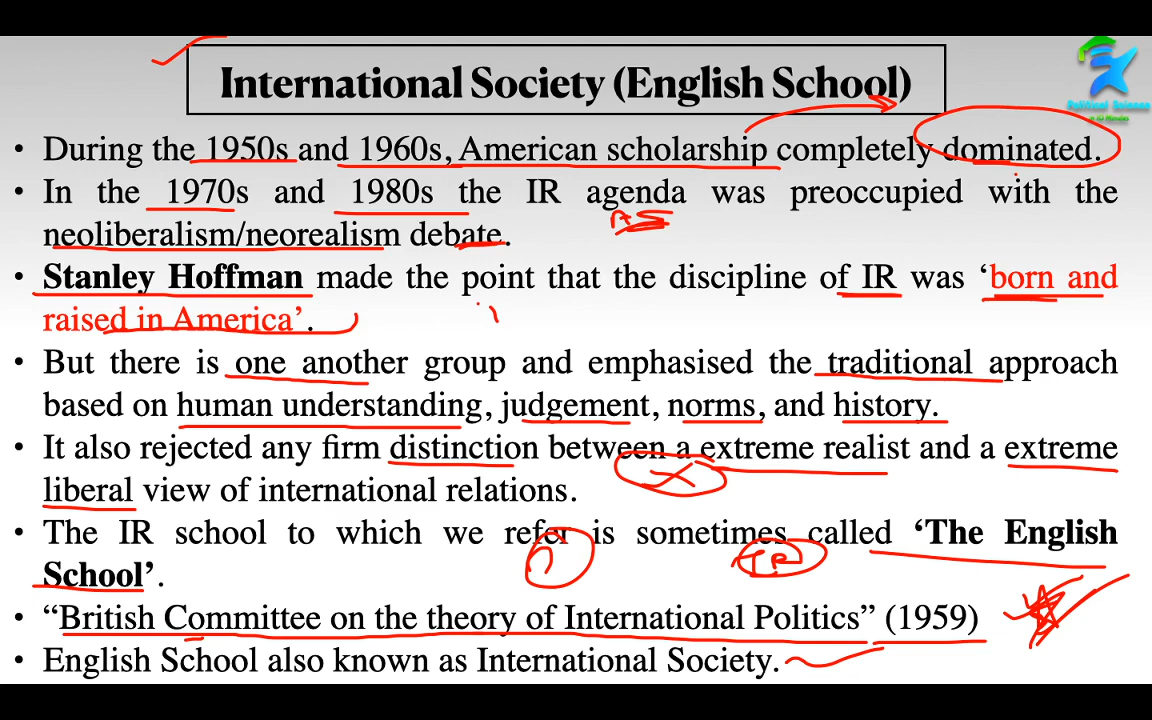 International Society (English School)
Political Science
in 60 Minutes
• During the 1950s and 1960s, American scholarship completely dominated.
• In the 1970s and 1980s the IR agenda was preoccupied with the
neoliberalism/neorealism debate.
• Stanley Hoffman made the point that the discipline of IR was ‘born and
raised in America’.
• But there is one another group and emphasised the traditional approach
based on human understanding, judgement, norms, and history.
• It also rejected any firm distinction between a extreme realist and a extreme
liberal view of international relations.
• The IR school to which we refer is sometimes called ‘The English
School’.
• “British Committee on the theory of International Politics” (1959)
• English School also known as International Society.